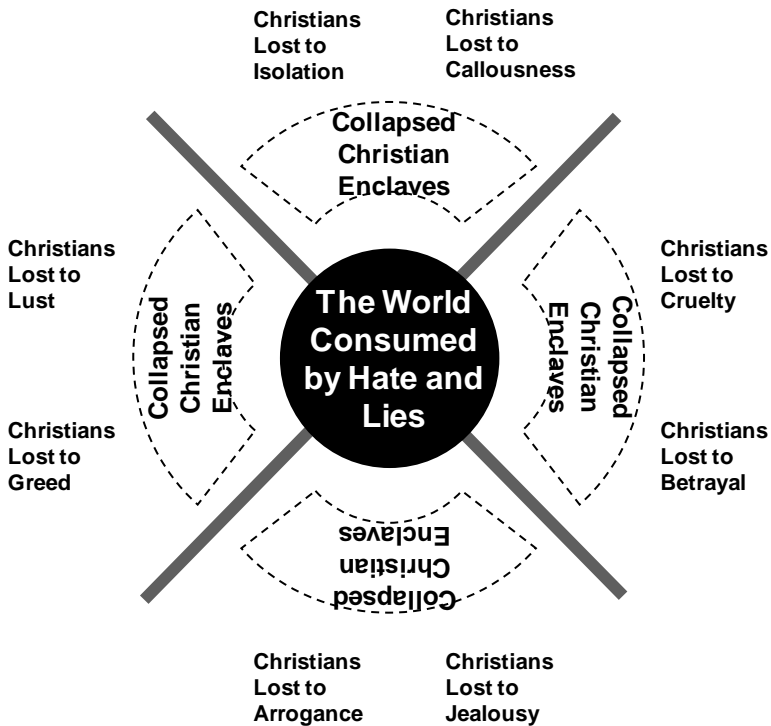 Christians
Lost to
Isolation
Christians
Lost to
Callousness
Collapsed
Christian
Enclaves
Christians
Lost to
Lust
Christians
Lost to
Greed
Collapsed
Christian
Enclaves
The World
Consumed
by Hate and
Lies
Collapsed
Christian
Enclaves
Christians
Lost to
Cruelty
Christians
Lost to
Betrayal
Collapsed
Christian
Enclaves
Christians
Lost to
Arrogance
Christians
Lost to
Jealousy